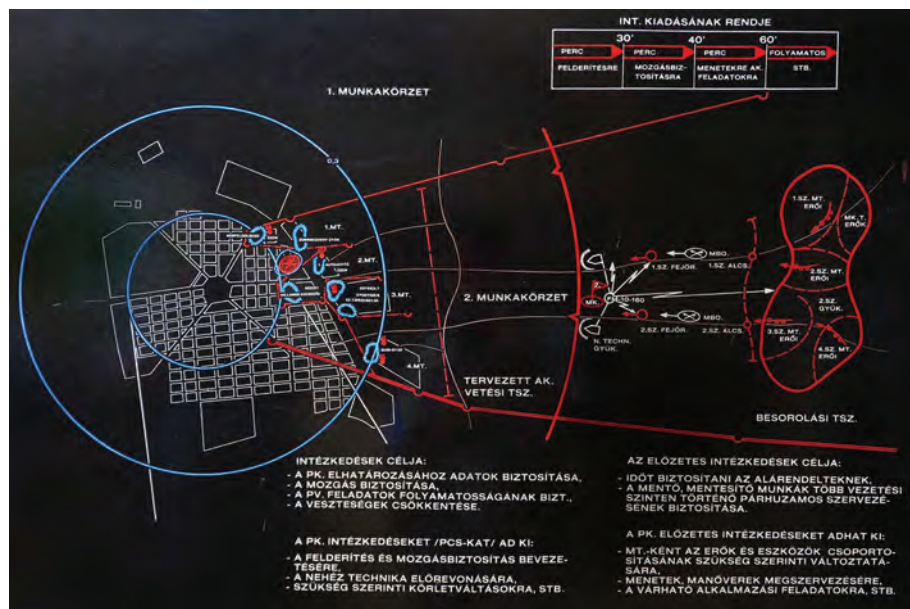 INT. KIADÁSÁNAK RENDJE
30' 40' 60'
PERC PERC PERC FOLYAMATOS
FELDERÍTÉSRE
MOZGÁSBIZ-
TOSÍTÁSRA
MENETEKRE AK.
FELADATOKRA
STB.
1. MUNKAKÖRZET
0,3
1.MT.
2.MT.
3.MT.
4.MT.
2. MUNKAKÖRZET
TERVEZETT AK.
VETÉSI TSZ.
MK.
N. TECHN.
GYÜK.
MBO.
1.SZ. FEJÖR.
1.SZ. ALCS.
MBO.
2.SZ. FEJÖR.
2.SZ. ALCS.
1.SZ. MT.
ERŐI
MK. T.
ERŐK
2.SZ. MT.
ERŐI
2.SZ.
GYÜK.
3.SZ. MT.
ERŐI
4.SZ. MT.
ERŐI
BESOROLÁSI TSZ.
INTÉZKEDÉSEK CÉLJA:
- A PK. ELHATÁROZÁSÁHOZ ADATOK BIZTOSÍTÁSA,
- A MOZGÁS BIZTOSÍTÁSA,
- A PV. FELADATOK FOLYAMATOSSÁGÁNAK BIZT.,
- A VESZTESÉGEK CSÖKKENTÉSE.
A PK. INTÉZKEDÉSEKET /PCS-KAT/ AD KI:
- A FELDERÍTÉS ÉS MOZGÁSBIZTOSÍTÁS BEVEZE-
TÉSÉRE,
- A NEHÉZ TECHNIKA ELŐREVONÁSÁRA,
- SZÜKSÉG SZERINTI KÖRLETVÁLTÁSOKRA, STB.
AZ ELŐZETES INTÉZKEDÉSEK CÉLJA:
- IDŐT BIZTOSÍTANI AZ ALÁRENDELTEKNEK,
- A MENTŐ, MENTESÍTŐ MUNKÁK TÖBB VEZETÉSI
SZINTEN TÖRTÉNŐ PÁRHUZAMOS SZERVEZÉ-
SÉNEK BIZTOSÍTÁSA.
A PK. ELŐZETES INTÉZKEDÉSEKET ADHAT KI:
- MT.-KÉNT AZ ERŐK ÉS ESZKÖZÖK CSOPORTO-
SÍTÁSÁNAK SZÜKSÉG SZERINTI VÁLTOZTATÁ-
SÁRA,
- MENETEK, MANŐVEREK MEGSZERVEZÉSÉRE,
- A VÁRHATÓ ALKALMAZÁSI FELADATOKRA, STB.